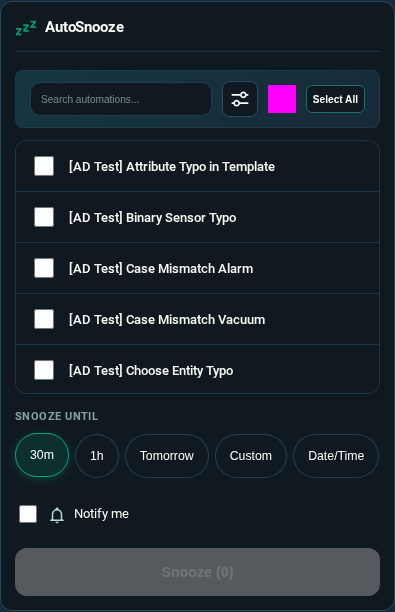 zzz AutoSnooze
Search automations...
Select All
[AD Test] Attribute Typo in Template
[AD Test] Binary Sensor Typo
[AD Test] Case Mismatch Alarm
[AD Test] Case Mismatch Vacuum
[AD Test] Choose Entity Typo
SNOOZE UNTIL
30m 1h Tomorrow Custom Date/Time
Notify me
Snooze (0)